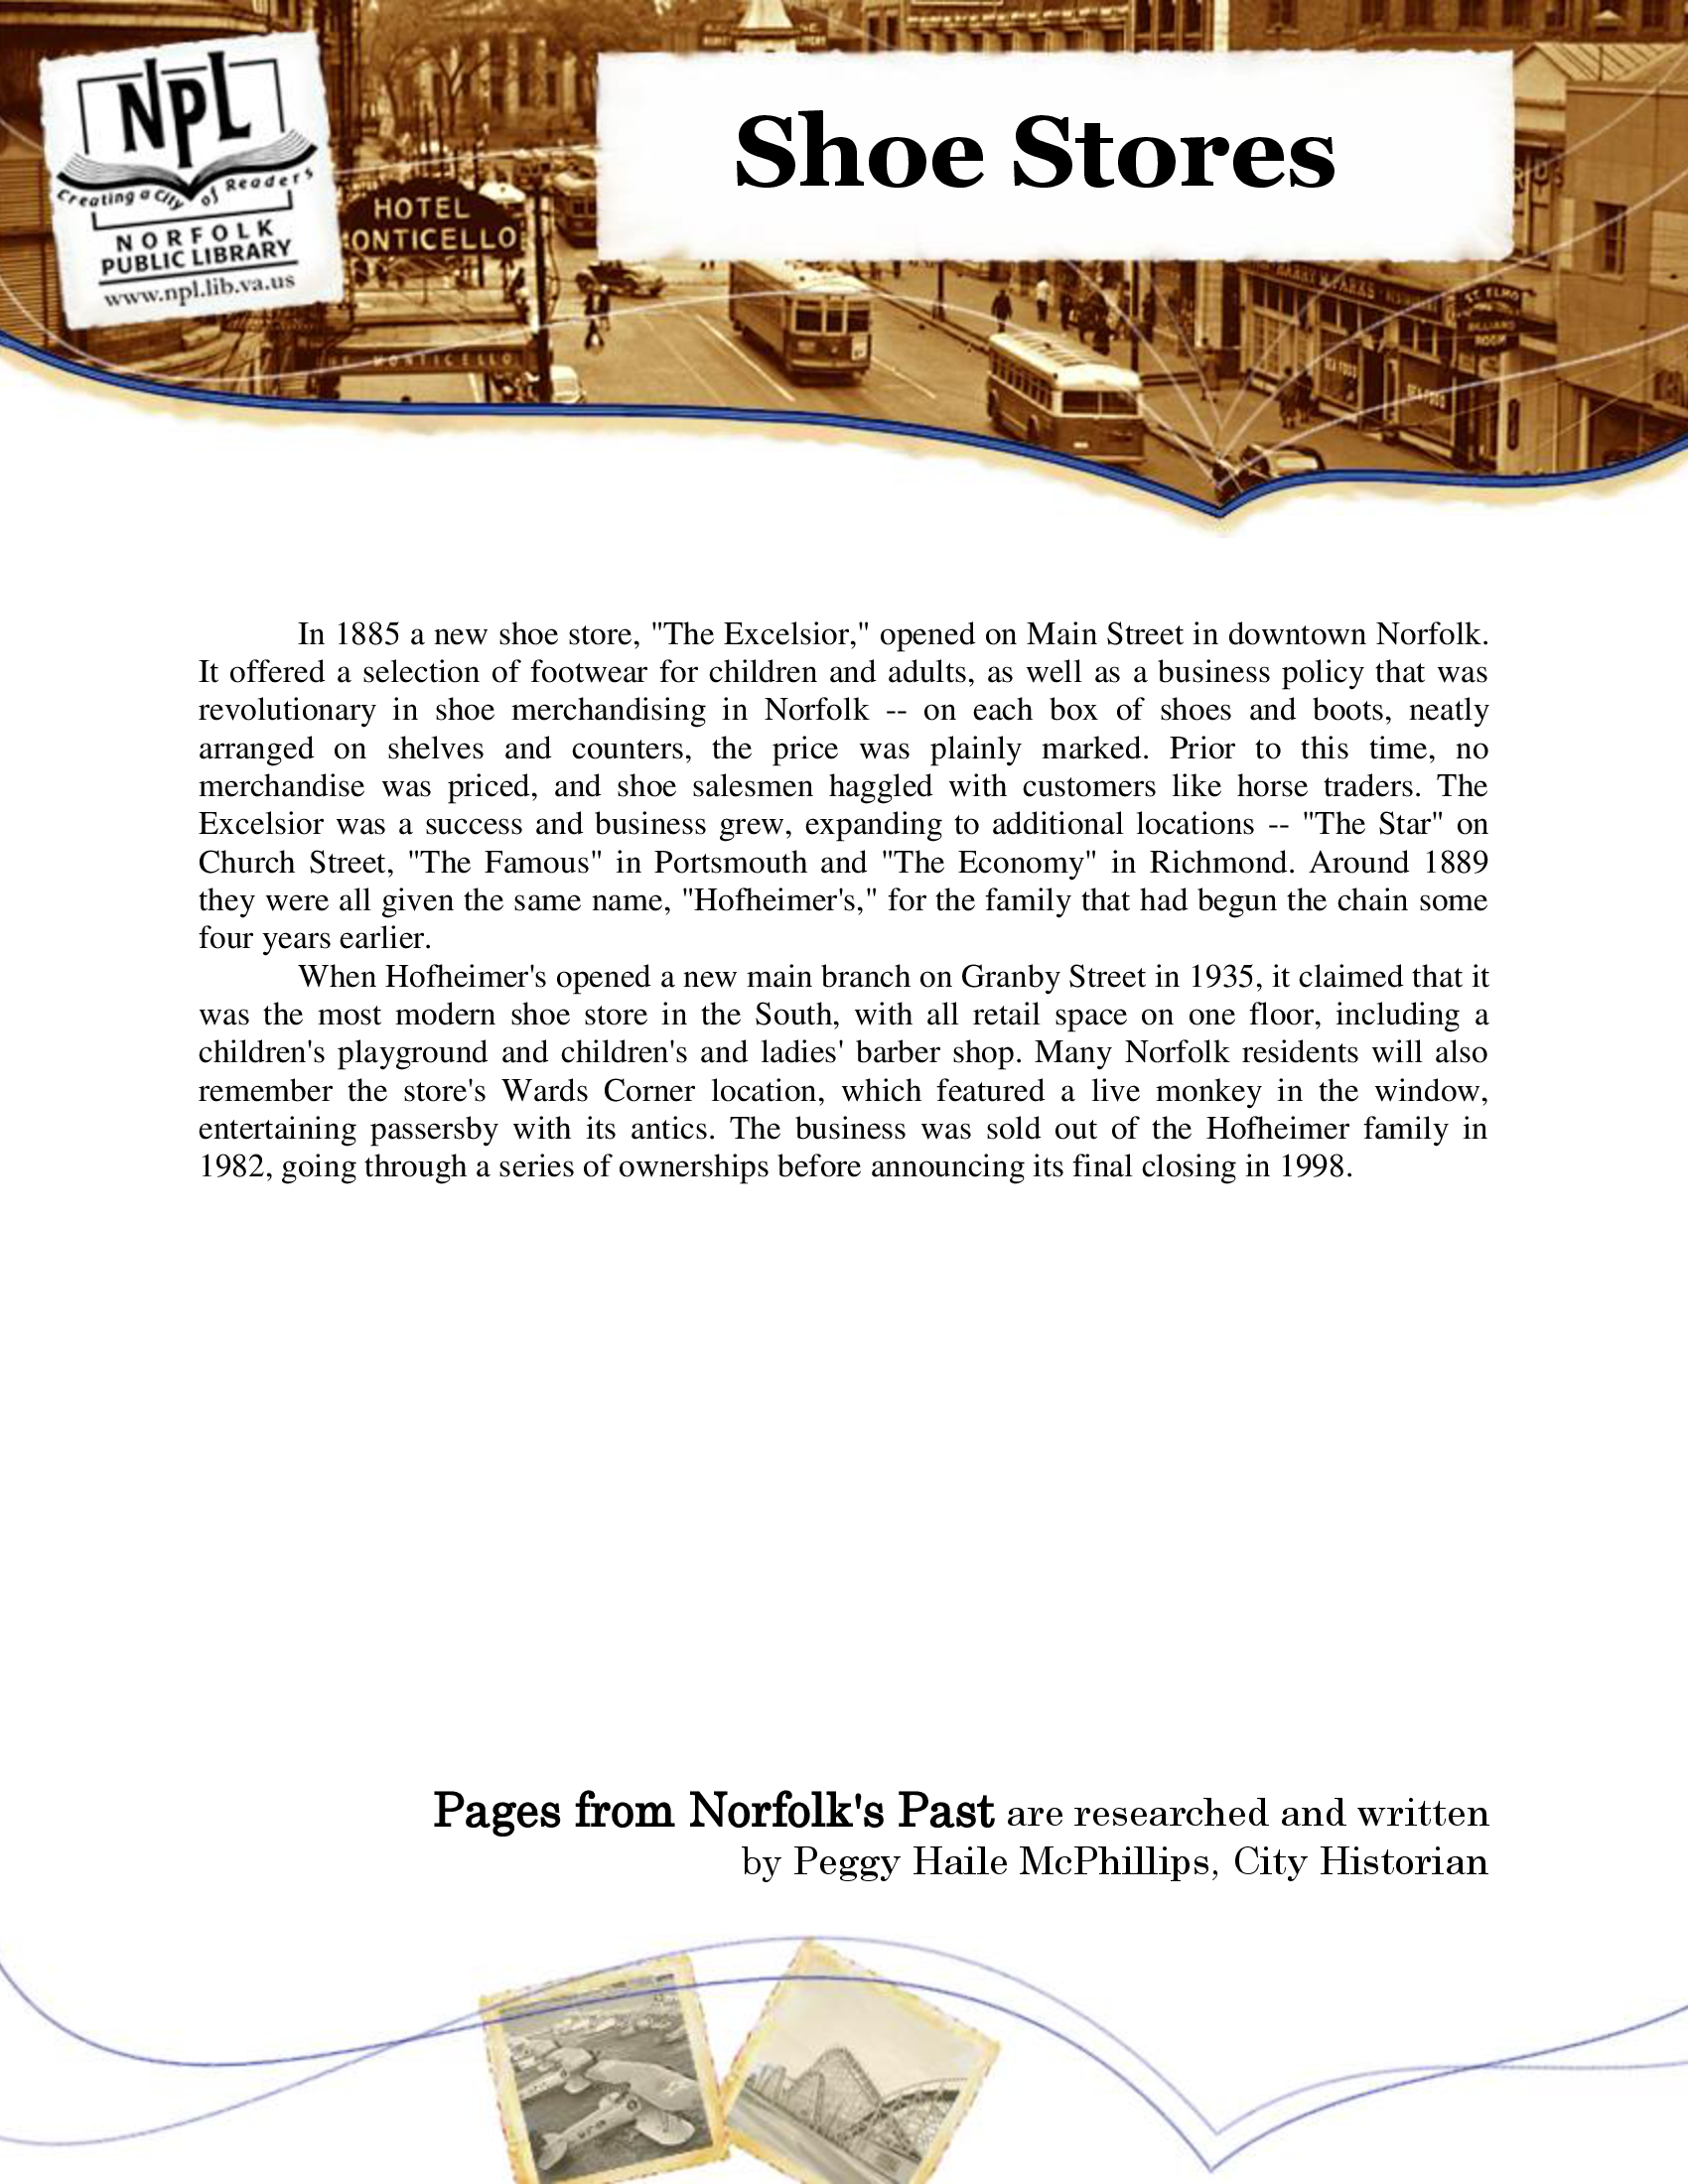 NPL
Creating a City of Readers
NORFOLK
PUBLIC LIBRARY
www.npl.lib.va.us
Shoe Stores
HOTEL
ONTICELLO
MONTICELLO
HARRY
PARKS
ST. ELMO
BILLIARD
ROOM
SEA FOOD
SEA FOOD
In 1885 a new shoe store, "The Excelsior," opened on Main Street in downtown Norfolk.
It offered a selection of footwear for children and adults, as well as a business policy that was
revolutionary in shoe merchandising in Norfolk -- on each box of shoes and boots, neatly
arranged on shelves and counters, the price was plainly marked. Prior to this time, no
merchandise was priced, and shoe salesmen haggled with customers like horse traders. The
Excelsior was a success and business grew, expanding to additional locations -- "The Star" on
Church Street, "The Famous" in Portsmouth and "The Economy" in Richmond. Around 1889
they were all given the same name, "Hofheimer's," for the family that had begun the chain some
four years earlier.
When Hofheimer's opened a new main branch on Granby Street in 1935, it claimed that it
was the most modern shoe store in the South, with all retail space on one floor, including a
children's playground and children's and ladies' barber shop. Many Norfolk residents will also
remember the store's Wards Corner location, which featured a live monkey in the window,
entertaining passersby with its antics. The business was sold out of the Hofheimer family in
1982, going through a series of ownerships before announcing its final closing in 1998.
Pages from Norfolk's Past are researched and written
by Peggy Haile McPhillips, City Historian